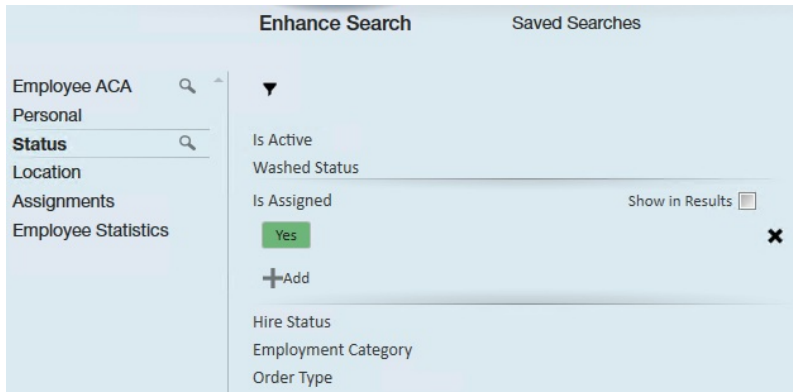 Enhance Search Saved Searches
Employee ACA
Personal
Status
Location
Assignments
Employee Statistics
Is Active
Washed Status
Is Assigned Show in Results
Yes
Add
Hire Status
Employment Category
Order Type